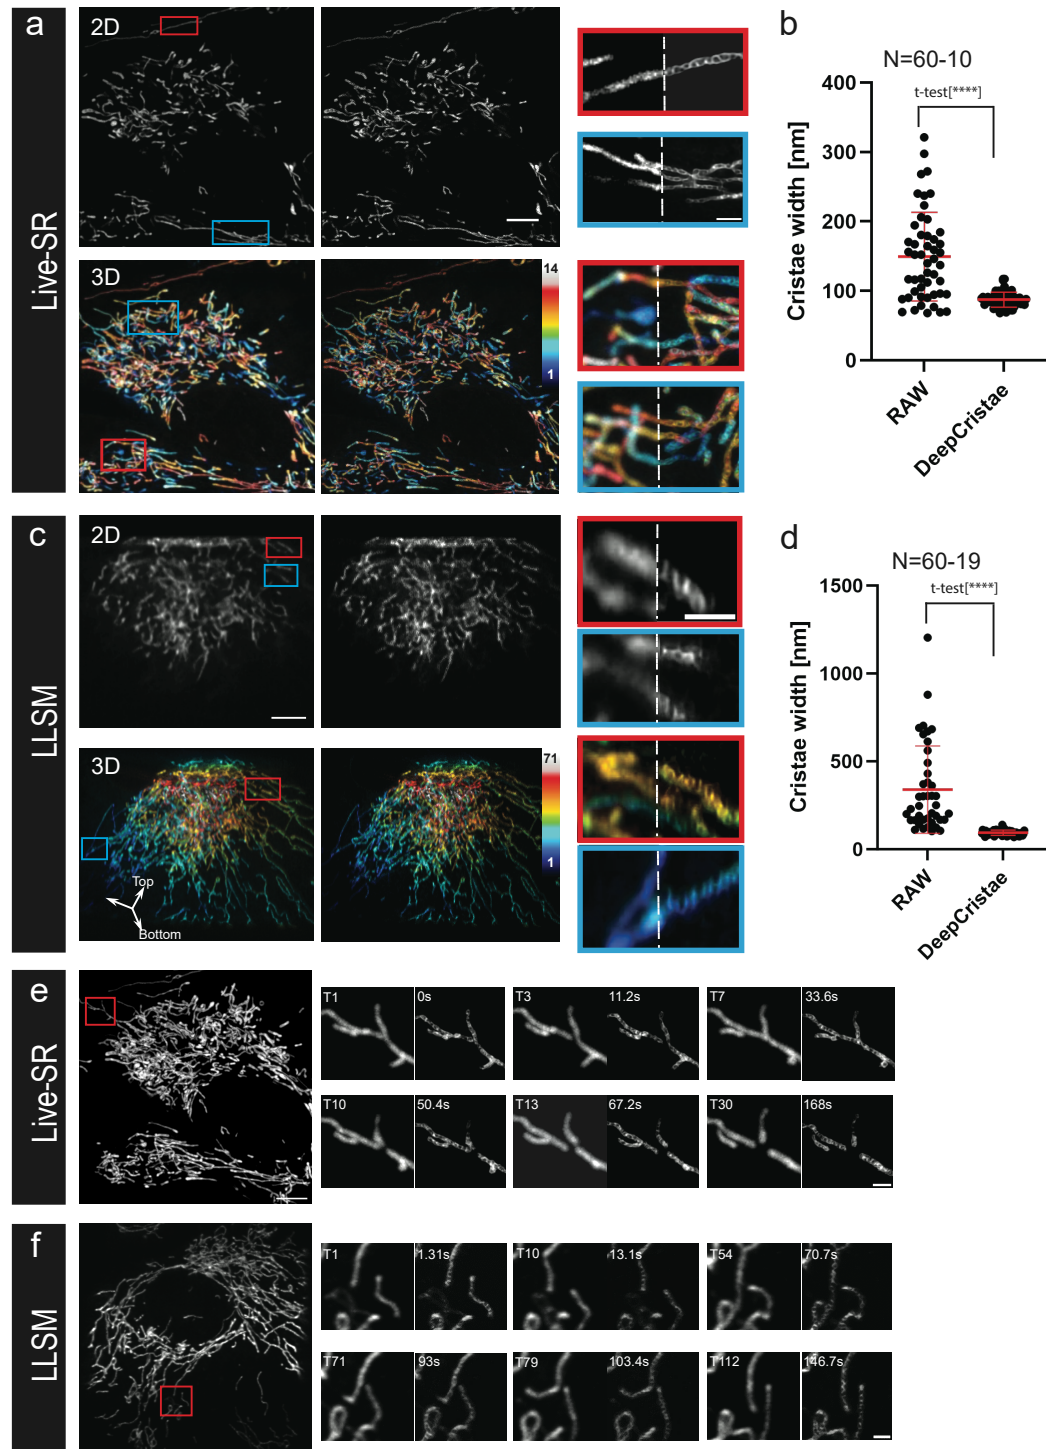 a
Live-SR
2D
3D
14
1
b
N=60-10
t-test[****]
Cristae width [nm]
400
300
200
100
0
RAW
DeepCristae
c
LLSM
2D
3D
Top
Bottom
71
1
d
N=60-19
t-test[****]
Cristae width [nm]
1500
1000
500
0
RAW
DeepCristae
e
Live-SR
T1 0s T3 11.2s T7 33.6s
T10 50.4s T13 67.2s T30 168s
f
LLSM
T1 1.31s T10 13.1s T54 70.7s
T71 93s T79 103.4s T112 146.7s